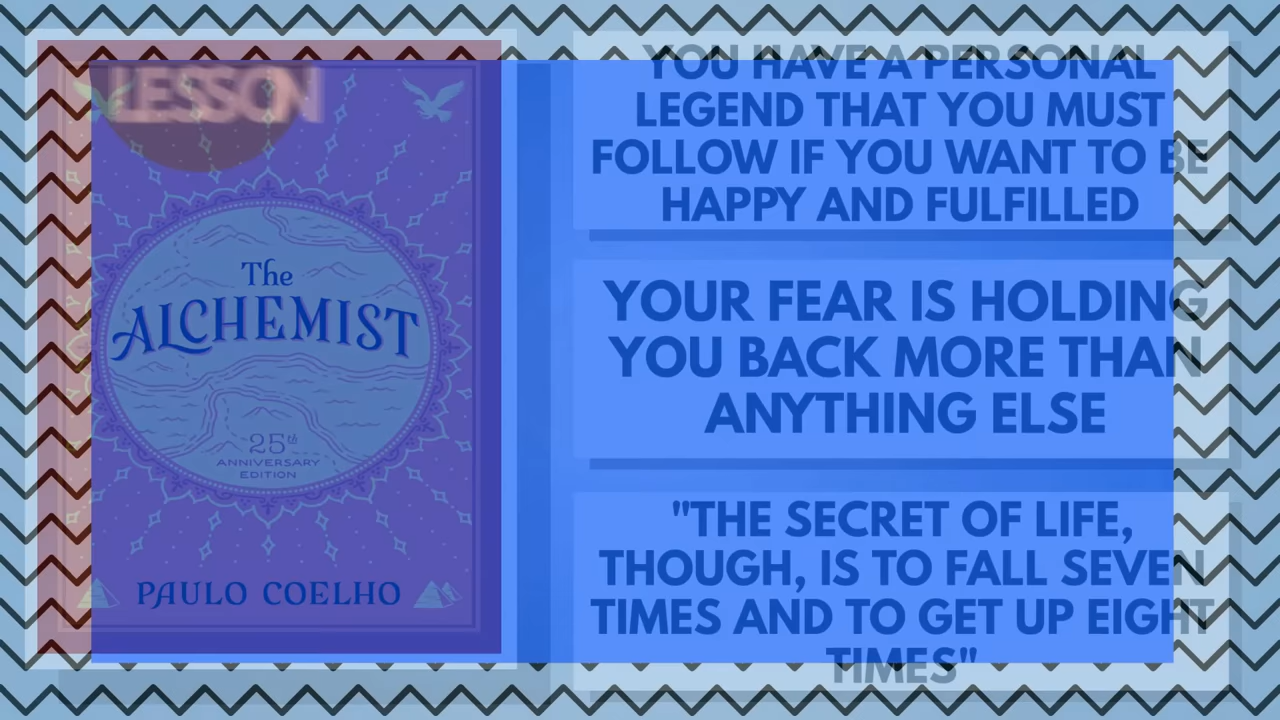 LESSON
The
ALCHEMIST
25th
ANNIVERSARY
EDITION
PAULO COELHO
YOU HAVE A PERSONAL
LEGEND THAT YOU MUST
FOLLOW IF YOU WANT TO BE
HAPPY AND FULFILLED
YOUR FEAR IS HOLDING
YOU BACK MORE THAN
ANYTHING ELSE
"THE SECRET OF LIFE,
THOUGH, IS TO FALL SEVEN
TIMES AND TO GET UP EIGHT
TIMES"